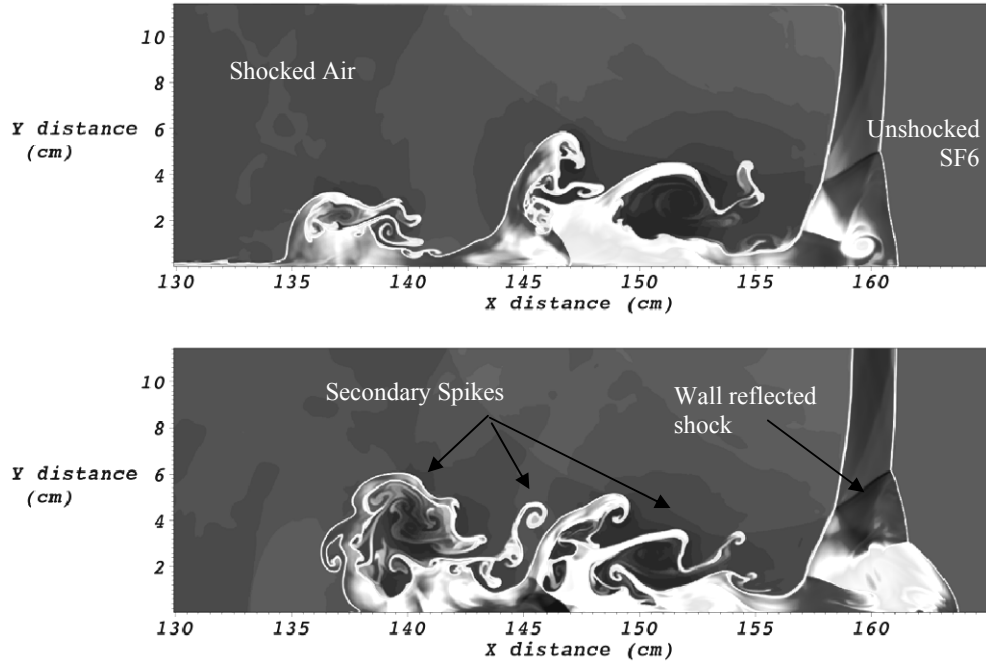 10
8
6
4
2
Y distance
(cm)
Shocked Air
Unshocked
SF6
130 135 140 145 150 155 160
X distance (cm)
10
8
6
4
2
Y distance
(cm)
Secondary Spikes
Wall reflected
shock
130 135 140 145 150 155 160
X distance (cm)